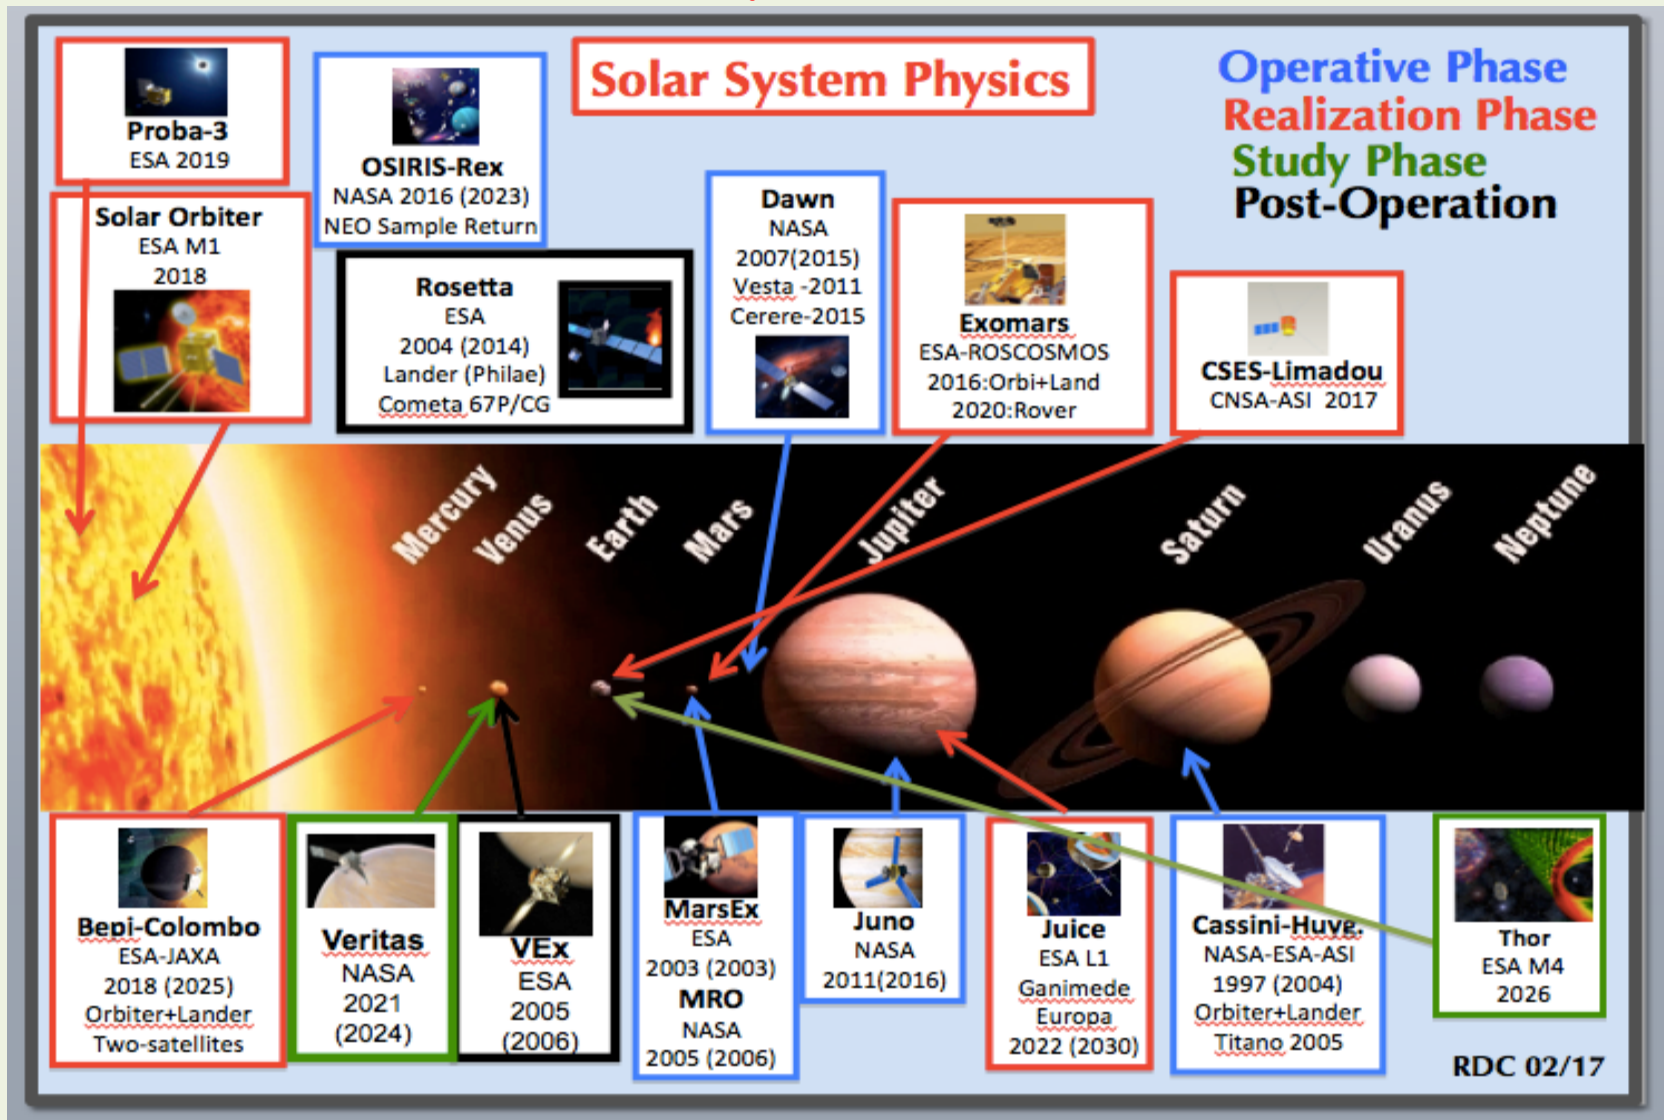 Solar System Physics
Operative Phase
Realization Phase
Study Phase
Post-Operation
Proba-3
ESA 2019
Solar Orbiter
ESA M1
2018
OSIRIS-Rex
NASA 2016 (2023)
NEO Sample Return
Rosetta
ESA
2004 (2014)
Lander (Philae)
Cometa 67P/CG
Dawn
NASA
2007(2015)
Vesta -2011
Cerere-2015
Exomars
ESA-ROSCOSMOS
2016:Orbi+Land
2020:Rover
CSES-Limadou
CNSA-ASI 2017
Mercury
Venus
Earth
Mars
Jupiter
Saturn
Uranus
Neptune
Bepi-Colombo
ESA-JAXA
2018 (2025)
Orbiter+Lander
Two-satellites
Veritas
NASA
2021
(2024)
VEx
ESA
2005
(2006)
MarsEx
ESA
2003 (2003)
MRO
NASA
2005 (2006)
Juno
NASA
2011(2016)
Juice
ESA L1
Ganimede
Europa
2022 (2030)
Cassini-Huyg.
NASA-ESA-ASI
1997 (2004)
Orbiter+Lander
Titano 2005
Thor
ESA M4
2026
RDC 02/17